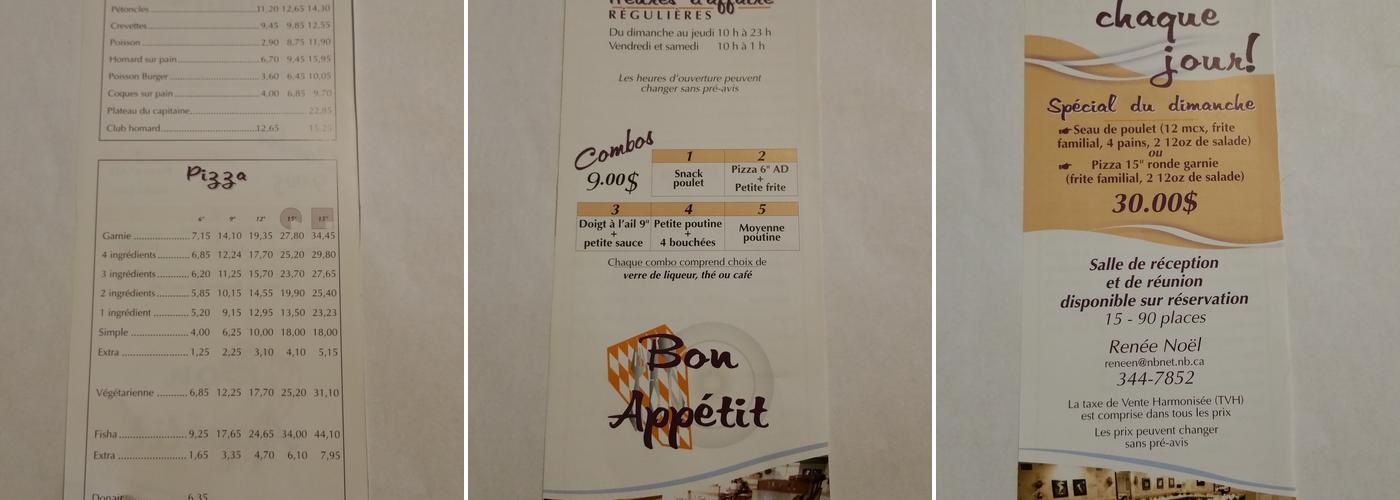 Pétoncles 11,20 12,65 14,30
Crevettes 9,45 9,85 12,55
Poisson 2,90 8,75 11,90
Homard sur pain 6,70 9,45 15,95
Poisson Burger 3,60 6,45 10,05
Coques sur pain 4,00 6,85 9,70
Plateau du capitaine 22,85
Club homard 12,65 15,25
Pizza
6" 9" 12" 15" 15"
Garnie 7,15 14,10 19,35 27,80 34,45
4 ingrédients 6,85 12,24 17,70 25,20 29,80
3 ingrédients 6,20 11,25 15,70 23,70 27,65
2 ingrédients 5,85 10,15 14,55 19,90 25,40
1 ingrédient 5,20 9,15 12,95 13,50 23,23
Simple 4,00 6,25 10,00 18,00 18,00
Extra 1,25 2,25 3,10 4,10 5,15
Végétarienne 6,85 12,25 17,70 25,20 31,10
Fisha 9,25 17,65 24,65 34,00 44,10
Extra 1,65 3,35 4,70 6,10 7,95
Donair 6,35
Heures d'affaire
RÉGULIÈRES
Du dimanche au jeudi 10 h à 23 h
Vendredi et samedi 10 h à 1 h
Les heures d'ouverture peuvent
changer sans pré-avis
Combos
9.00$
1
Snack
poulet
2
Pizza 6" AD
+
Petite frite
3
Doigt à l'ail 9"
+
petite sauce
4
Petite poutine
+
4 bouchées
5
Moyenne
poutine
Chaque combo comprend choix de
verre de liqueur, thé ou café
Bon
Appétit
chaque
jour!
Spécial du dimanche
Seau de poulet (12 mcx, frite
familial, 4 pains, 2 12oz de salade)
ou
Pizza 15" ronde garnie
(frite familial, 2 12oz de salade)
30.00$
Salle de réception
et de réunion
disponible sur réservation
15 - 90 places
Renée Noël
reneen@nbnet.nb.ca
344-7852
La taxe de Vente Harmonisée (TVH)
est comprise dans tous les prix
Les prix peuvent changer
sans pré-avis